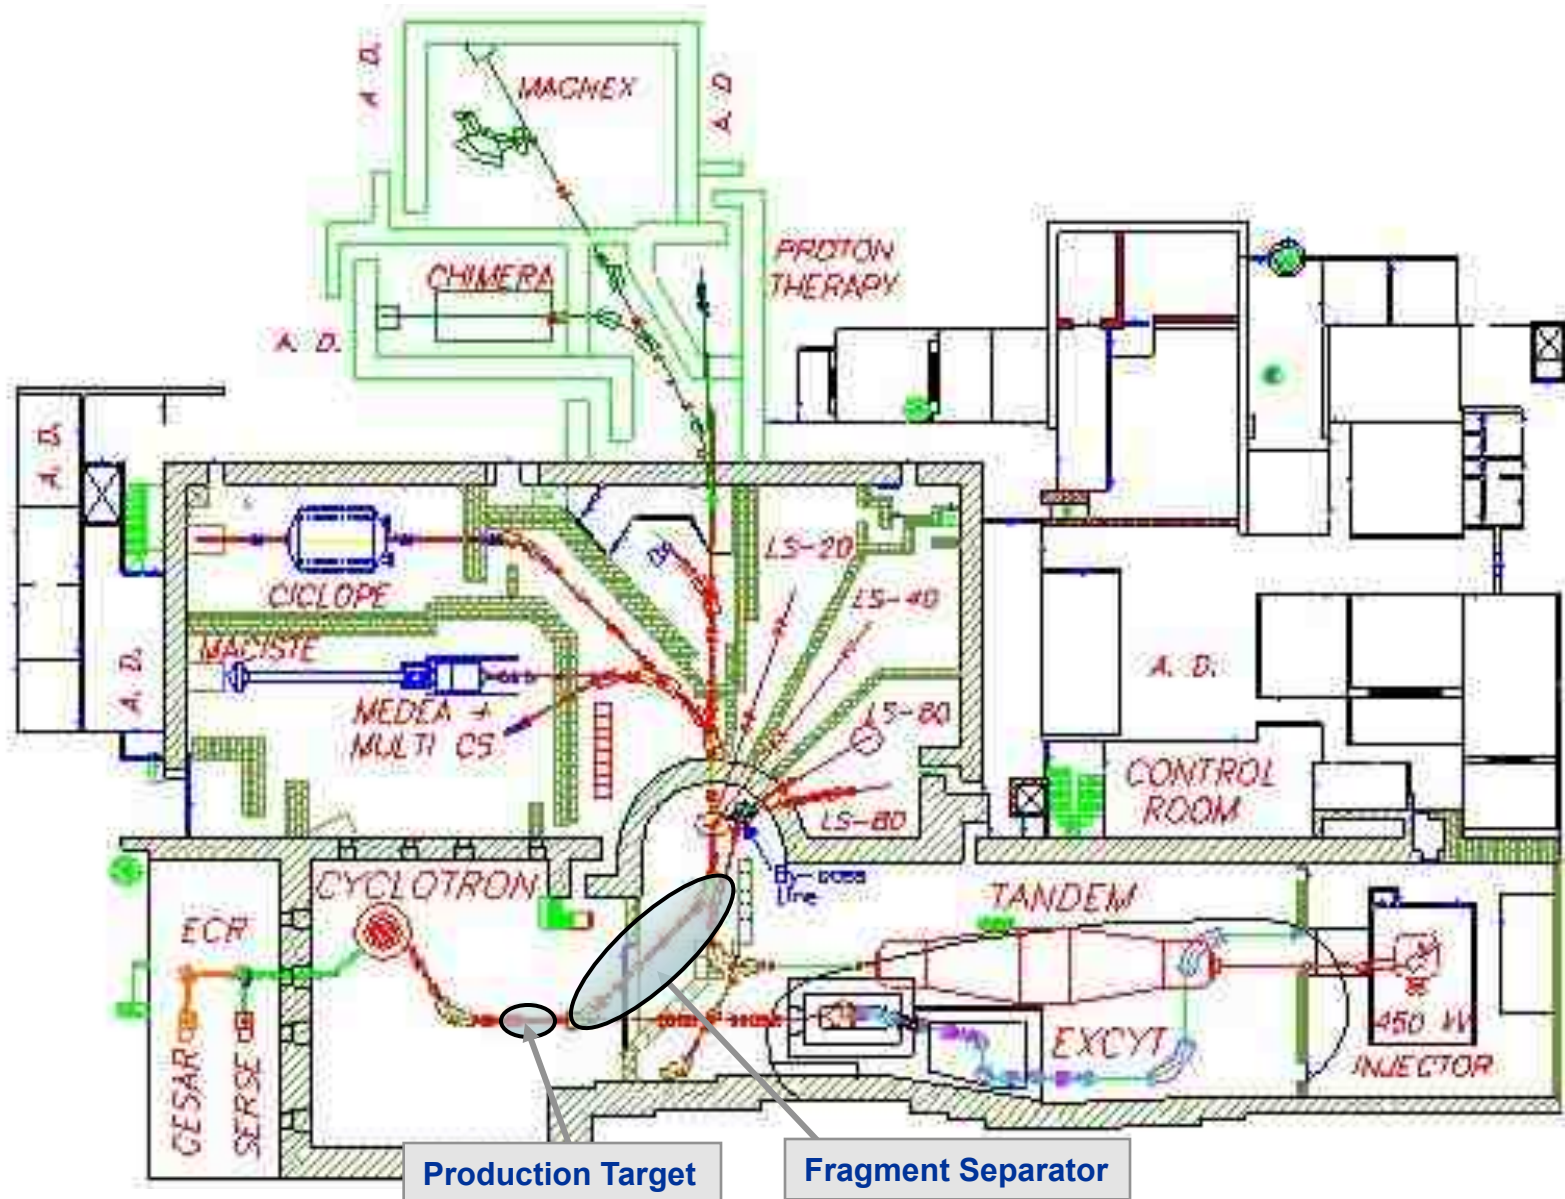 A. D.
MAGNEX
A. D
PROTON
THERAPY
CHIMERA
A. D.
A. D.
LS-20
CICLOPE
LS-40
MACISTE
A. D.
A. D.
MEDEA +
MULTI CS
LS-60
CONTROL
ROOM
LS-80
CYCLOTRON
By-pass
Line
TANDEM
ECR
450 kV
INJECTOR
EXCYT
CESAR
SERSE
Production Target
Fragment Separator